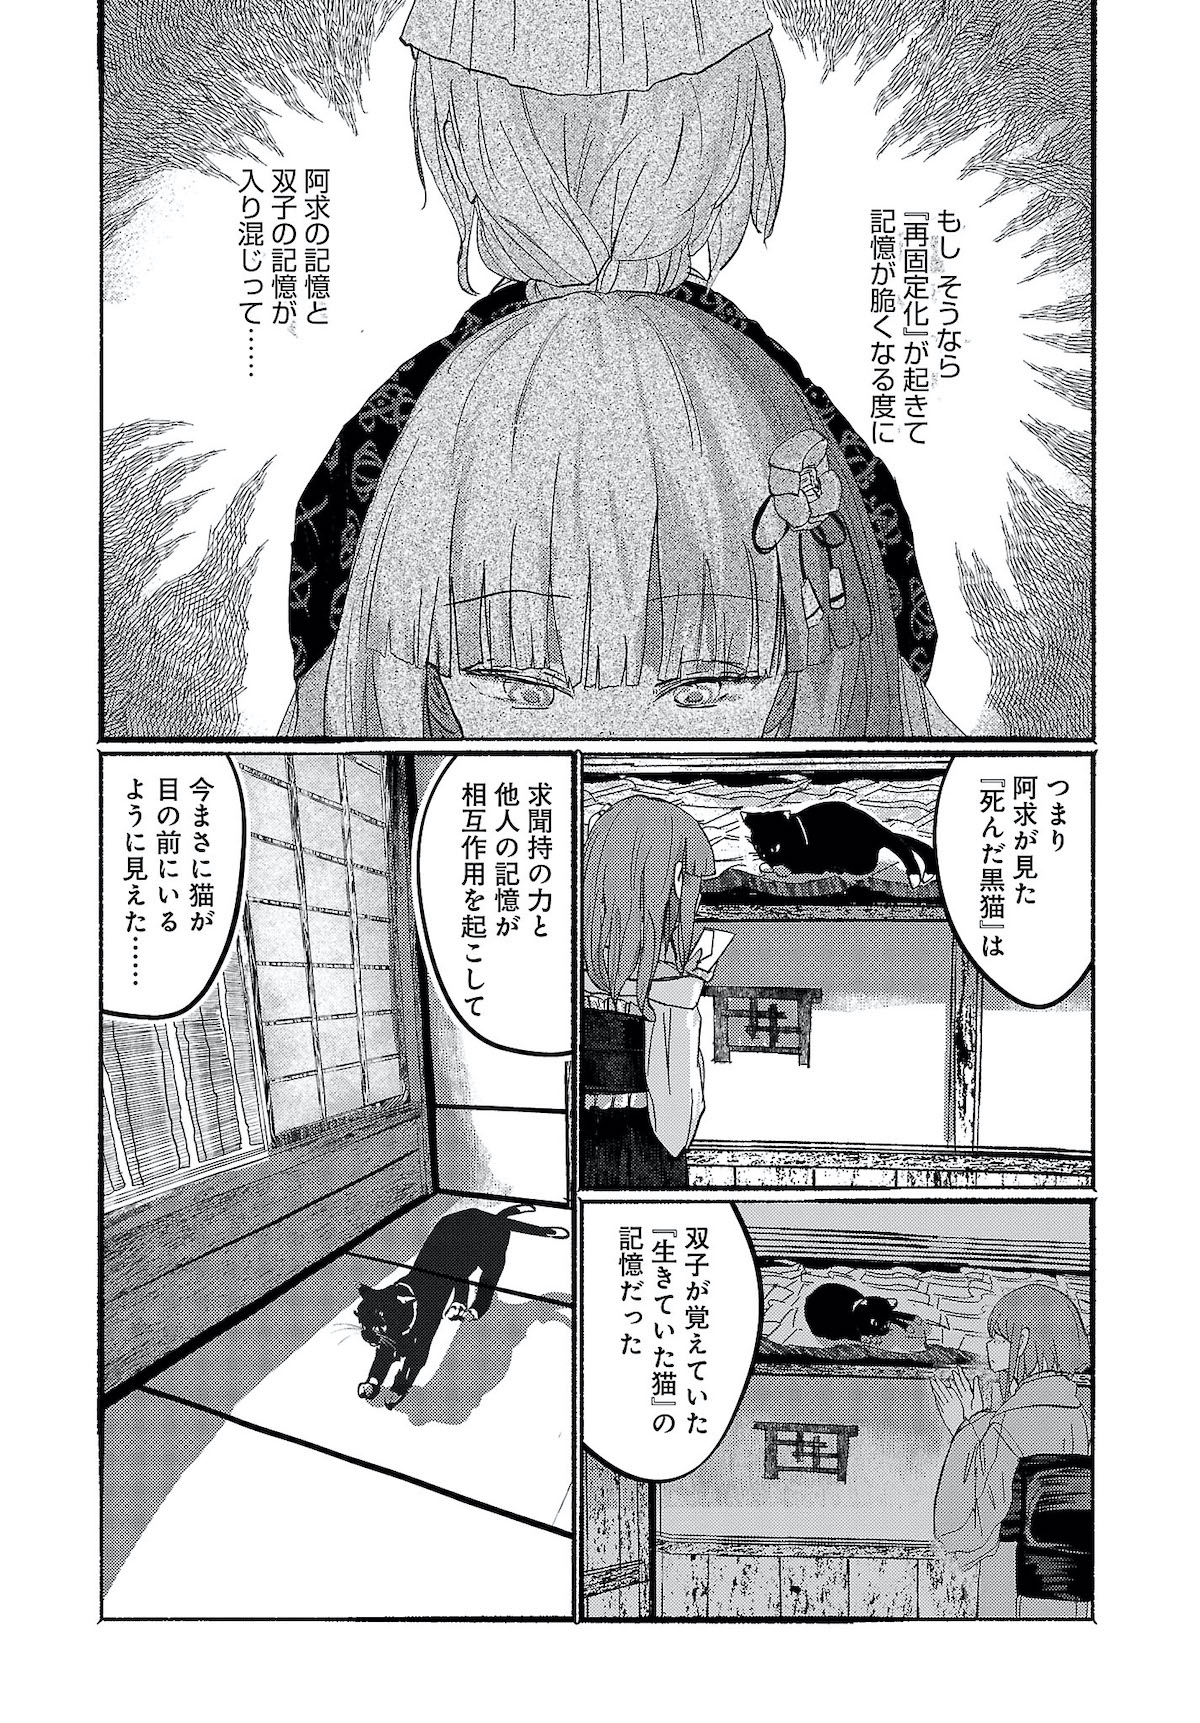 もし そうなら
『再固定化』が起きて
記憶が脆くなる度に
阿求の記憶と
双子の記憶が
入り混じって……
つまり
阿求が見た
『死んだ黒猫』は
双子が覚えていた
『生きていた猫』の
記憶だった
求聞持の力と
他人の記憶が
相互作用を起こして
今まさに猫が
目の前にいる
ように見えた……